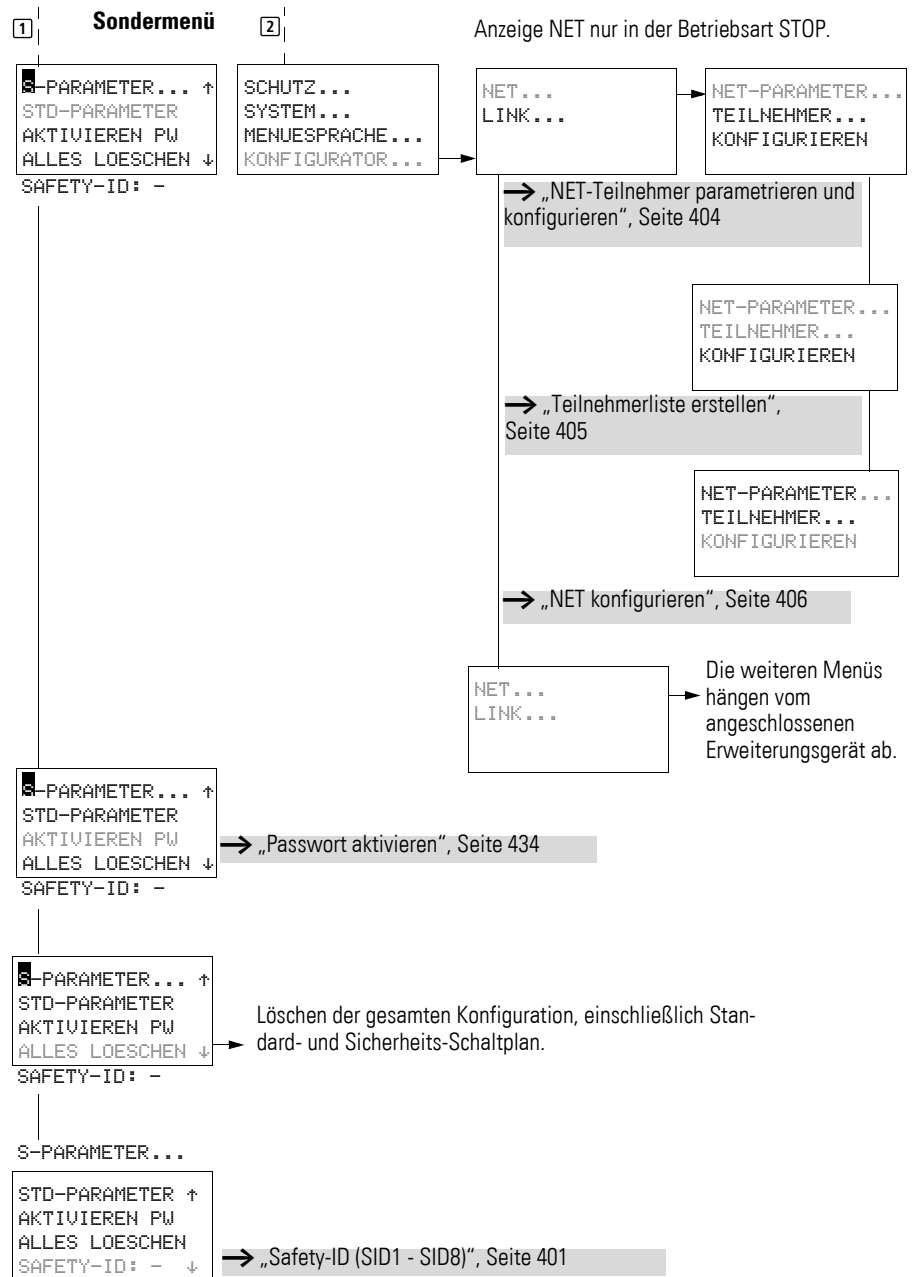 1
Sondermenü
2
Anzeige NET nur in der Betriebsart STOP.
S-PARAMETER... ↑
STD-PARAMETER
AKTIVIEREN PW
ALLES LOESCHEN ↓
SAFETY-ID: -
SCHUTZ...
SYSTEM...
MENUESPRACHE...
KONFIGURATOR...
NET...
LINK...
NET-PARAMETER...
TEILNEHMER...
KONFIGURIEREN
→ „NET-Teilnehmer parametrieren und
konfigurieren“, Seite 404
NET-PARAMETER...
TEILNEHMER...
KONFIGURIEREN
→ „Teilnehmerliste erstellen“,
Seite 405
NET-PARAMETER...
TEILNEHMER...
KONFIGURIEREN
→ „NET konfigurieren“, Seite 406
NET...
LINK...
Die weiteren Menüs
hängen vom
angeschlossenen
Erweiterungsgerät ab.
S-PARAMETER... ↑
STD-PARAMETER
AKTIVIEREN PW
ALLES LOESCHEN ↓
SAFETY-ID: -
→ „Passwort aktivieren“, Seite 434
S-PARAMETER... ↑
STD-PARAMETER
AKTIVIEREN PW
ALLES LOESCHEN ↓
SAFETY-ID: -
Löschen der gesamten Konfiguration, einschließlich Stan-
dard- und Sicherheits-Schaltplan.
S-PARAMETER...
STD-PARAMETER ↑
AKTIVIEREN PW
ALLES LOESCHEN
SAFETY-ID: - ↓
→ „Safety-ID (SID1 - SID8)“, Seite 401